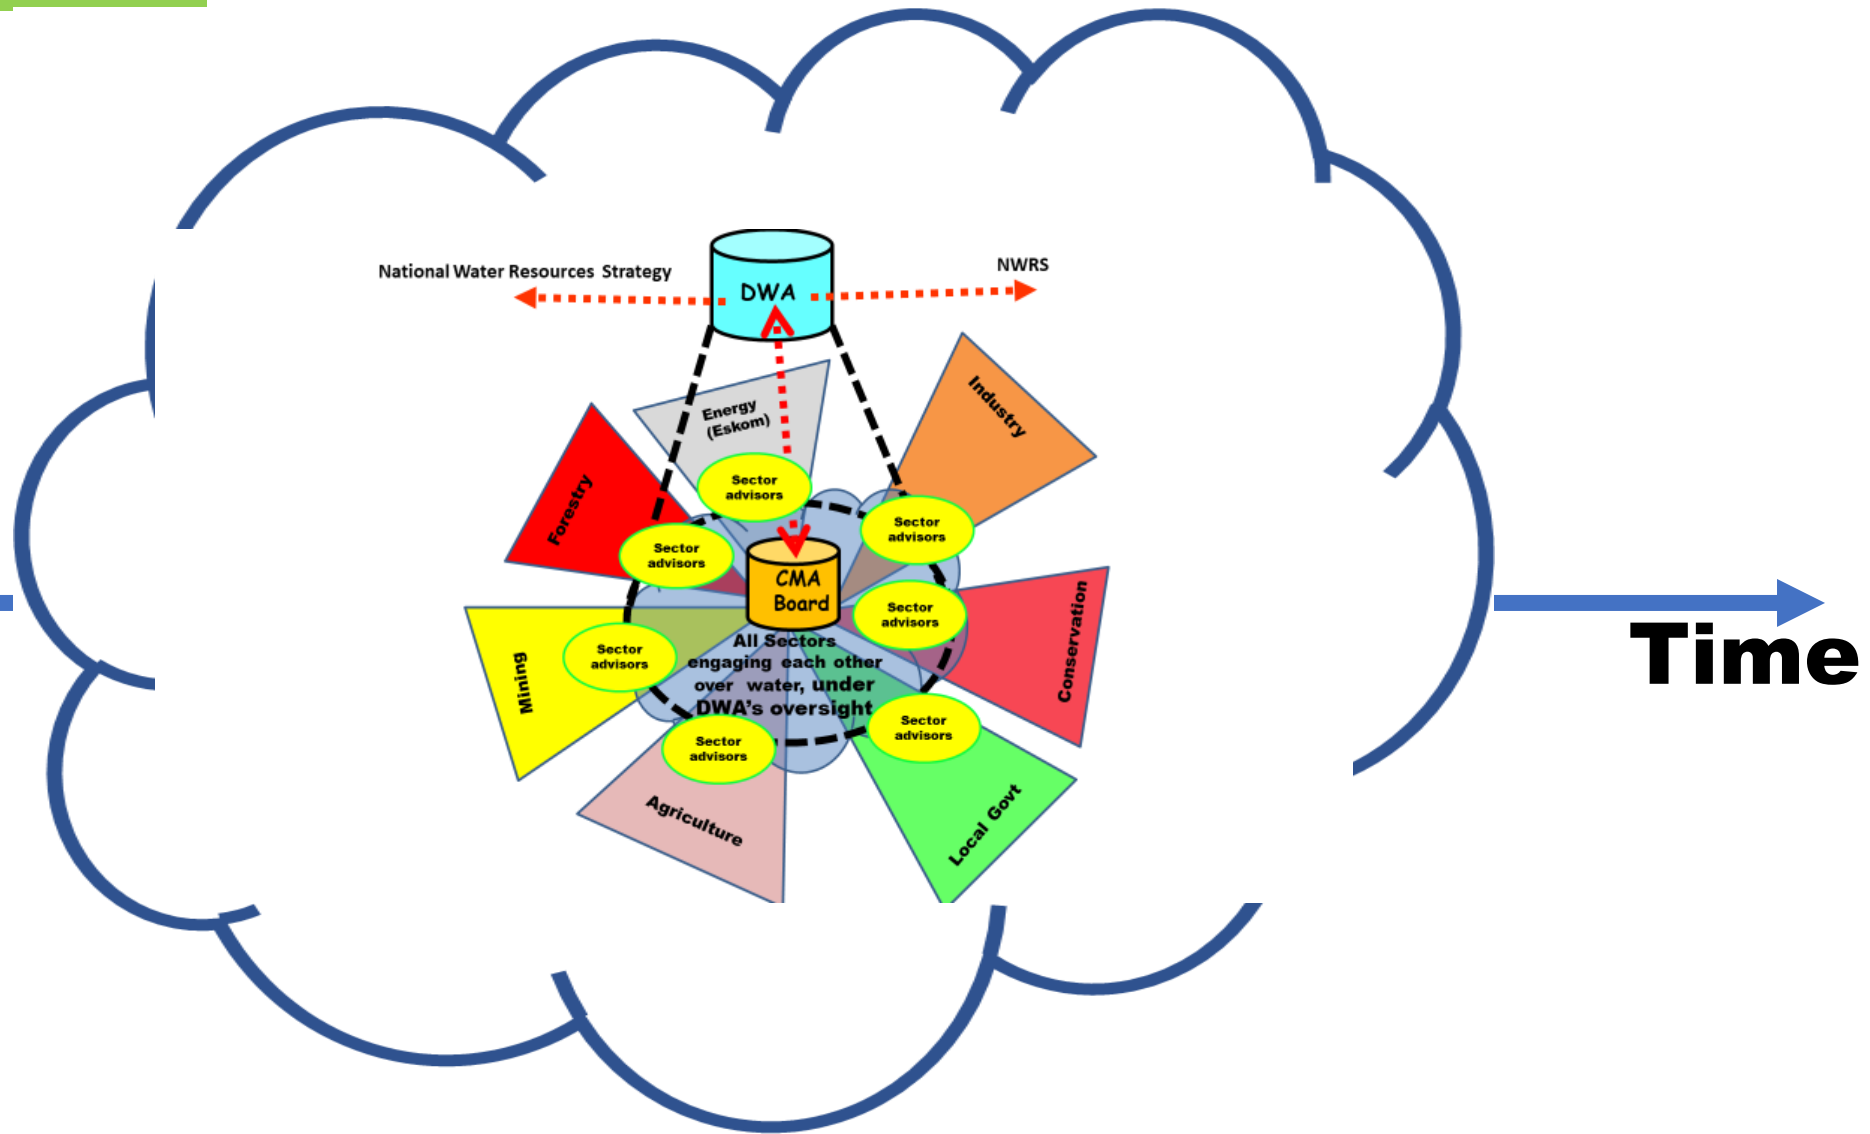 National Water Resources Strategy
NWRS
DWA
Industry
Energy
(Eskom)
Forestry
Sector
advisors
Sector
advisors
Sector
advisors
CMA
Board
Sector
advisors
Conservation
Sector
advisors
Mining
All Sectors
engaging each other
over water, under
DWA's oversight
Sector
advisors
Sector
advisors
Agriculture
Local Govt
Time